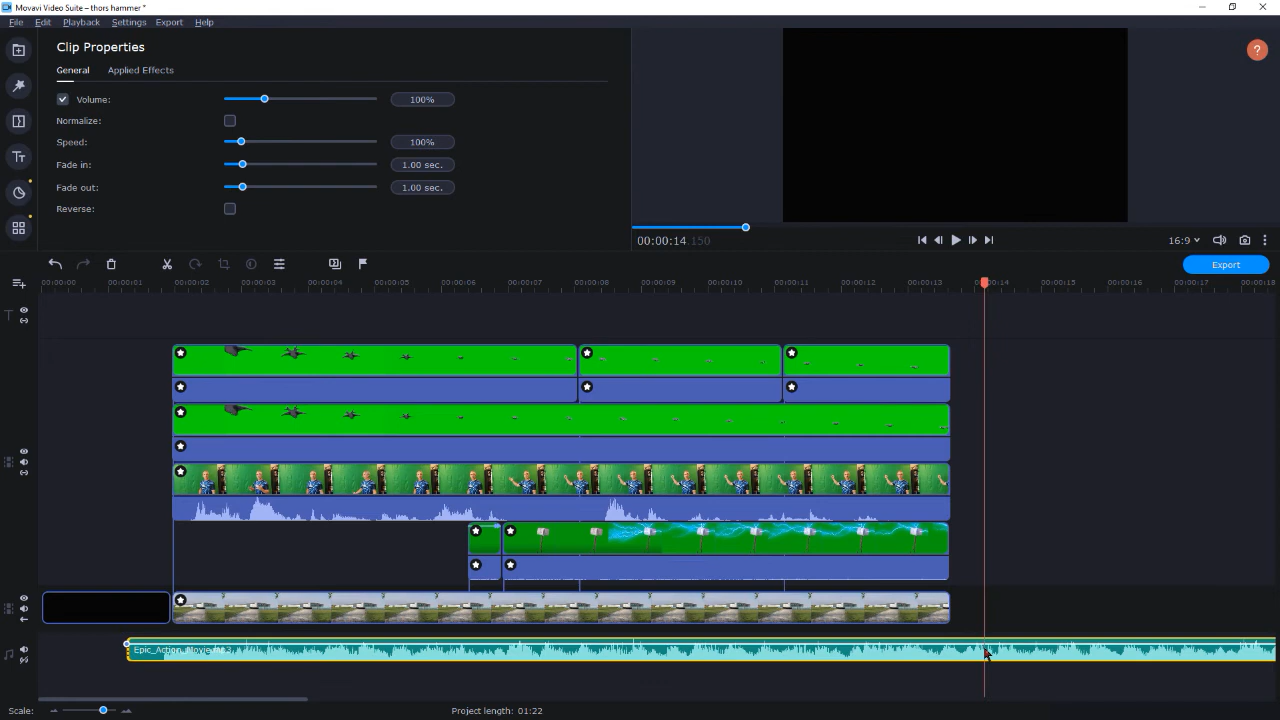 Movavi Video Suite – thors hammer *
File Edit Playback Settings Export Help
Clip Properties
General Applied Effects
Volume: 100%
Normalize:
Speed: 100%
Fade in: 1.00 sec.
Fade out: 1.00 sec.
Reverse:
00:00:14.150
16:9
Export
00:00:00 00:00:01 00:00:02 00:00:03 00:00:04 00:00:05 00:00:06 00:00:07 00:00:08 00:00:09 00:00:10 00:00:11 00:00:12 00:00:13 00:00:14 00:00:15 00:00:16 00:00:17 00:00:18
Epic_Action_Movie.mp3
Scale:
Project length: 01:22